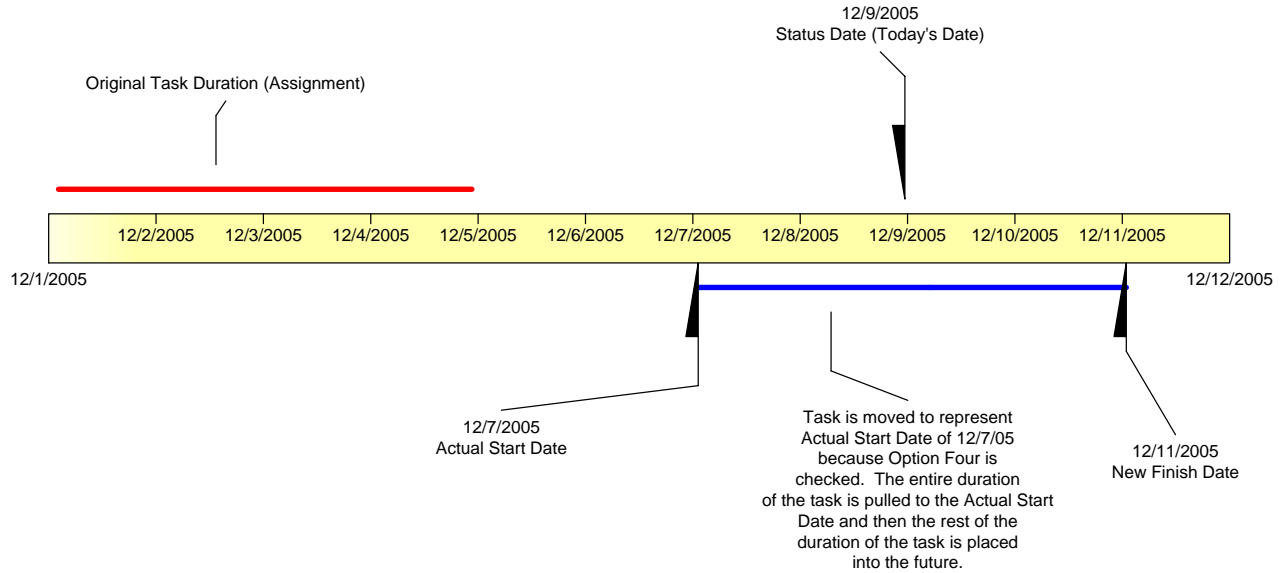 12/9/2005
Status Date (Today's Date)
Original Task Duration (Assignment)
12/2/2005 12/3/2005 12/4/2005 12/5/2005 12/6/2005 12/7/2005 12/8/2005 12/9/2005 12/10/2005 12/11/2005
12/1/2005 12/12/2005
12/7/2005
Actual Start Date
Task is moved to represent
Actual Start Date of 12/7/05
because Option Four is
checked. The entire duration
of the task is pulled to the Actual Start
Date and then the rest of the
duration of the task is placed
into the future.
12/11/2005
New Finish Date